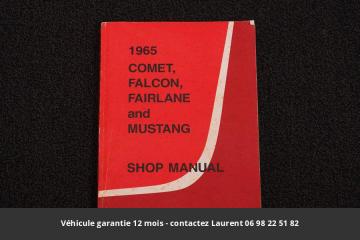 1965
COMET,
FALCON,
FAIRLANE
and
MUSTANG
SHOP MANUAL
Véhicule garantie 12 mois - contactez Laurent 06 98 22 51 82